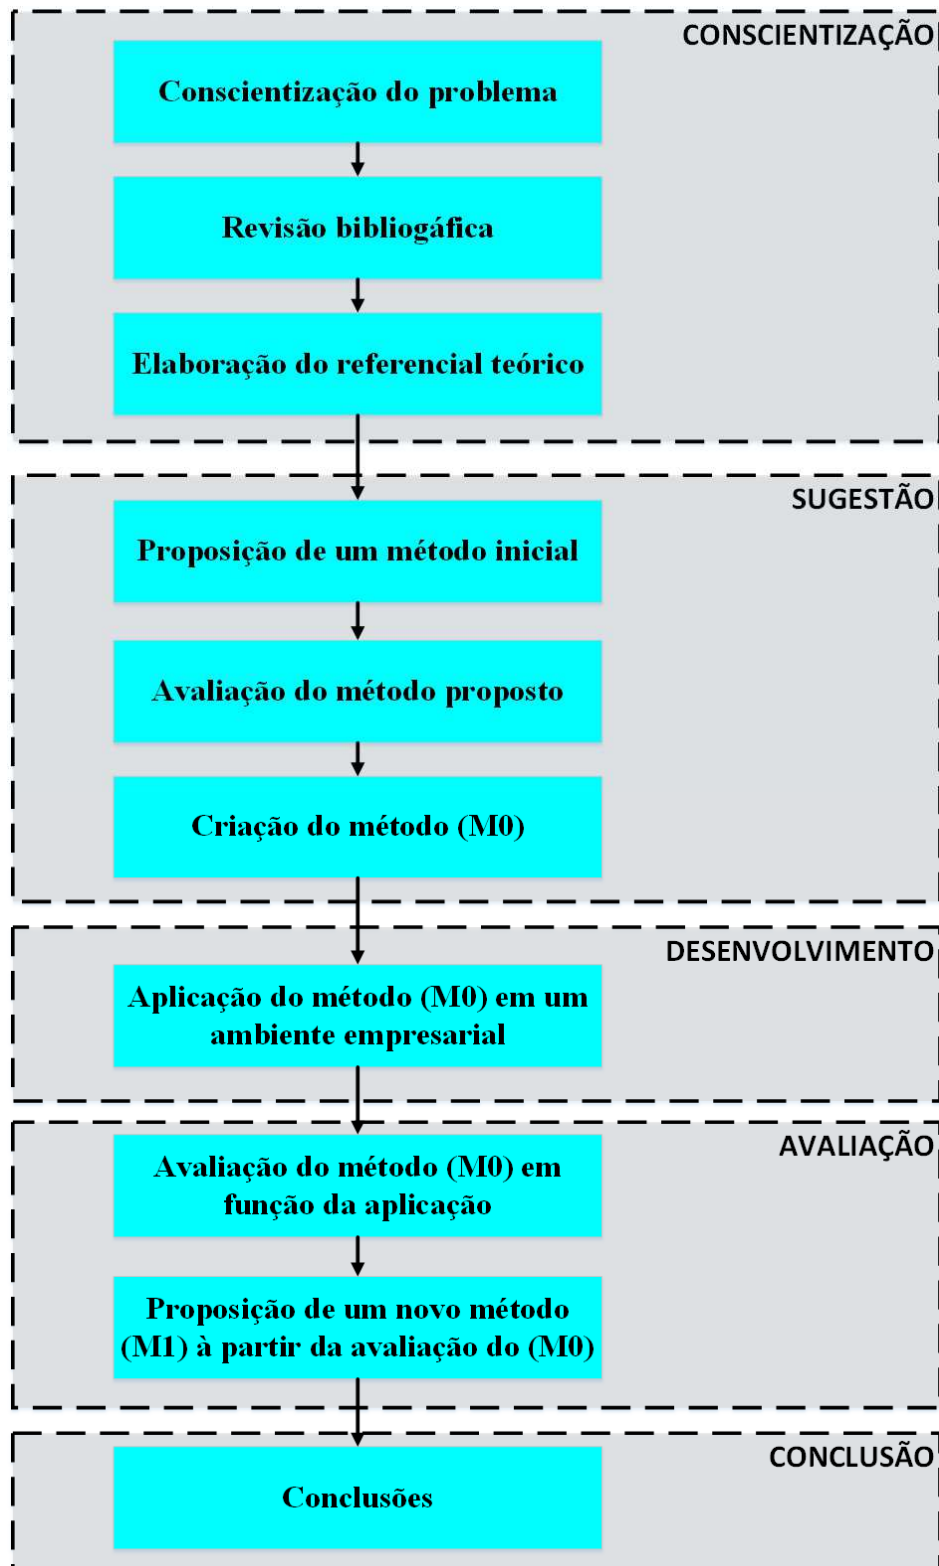 CONSCIENTIZAÇÃO
Conscientização do problema
Revisão bibliogáfica
Elaboração do referencial teórico
SUGESTÃO
Proposição de um método inicial
Avaliação do método proposto
Criação do método (M0)
DESENVOLVIMENTO
Aplicação do método (M0) em um
ambiente empresarial
AVALIAÇÃO
Avaliação do método (M0) em
função da aplicação
Proposição de um novo método
(M1) à partir da avaliação do (M0)
CONCLUSÃO
Conclusões